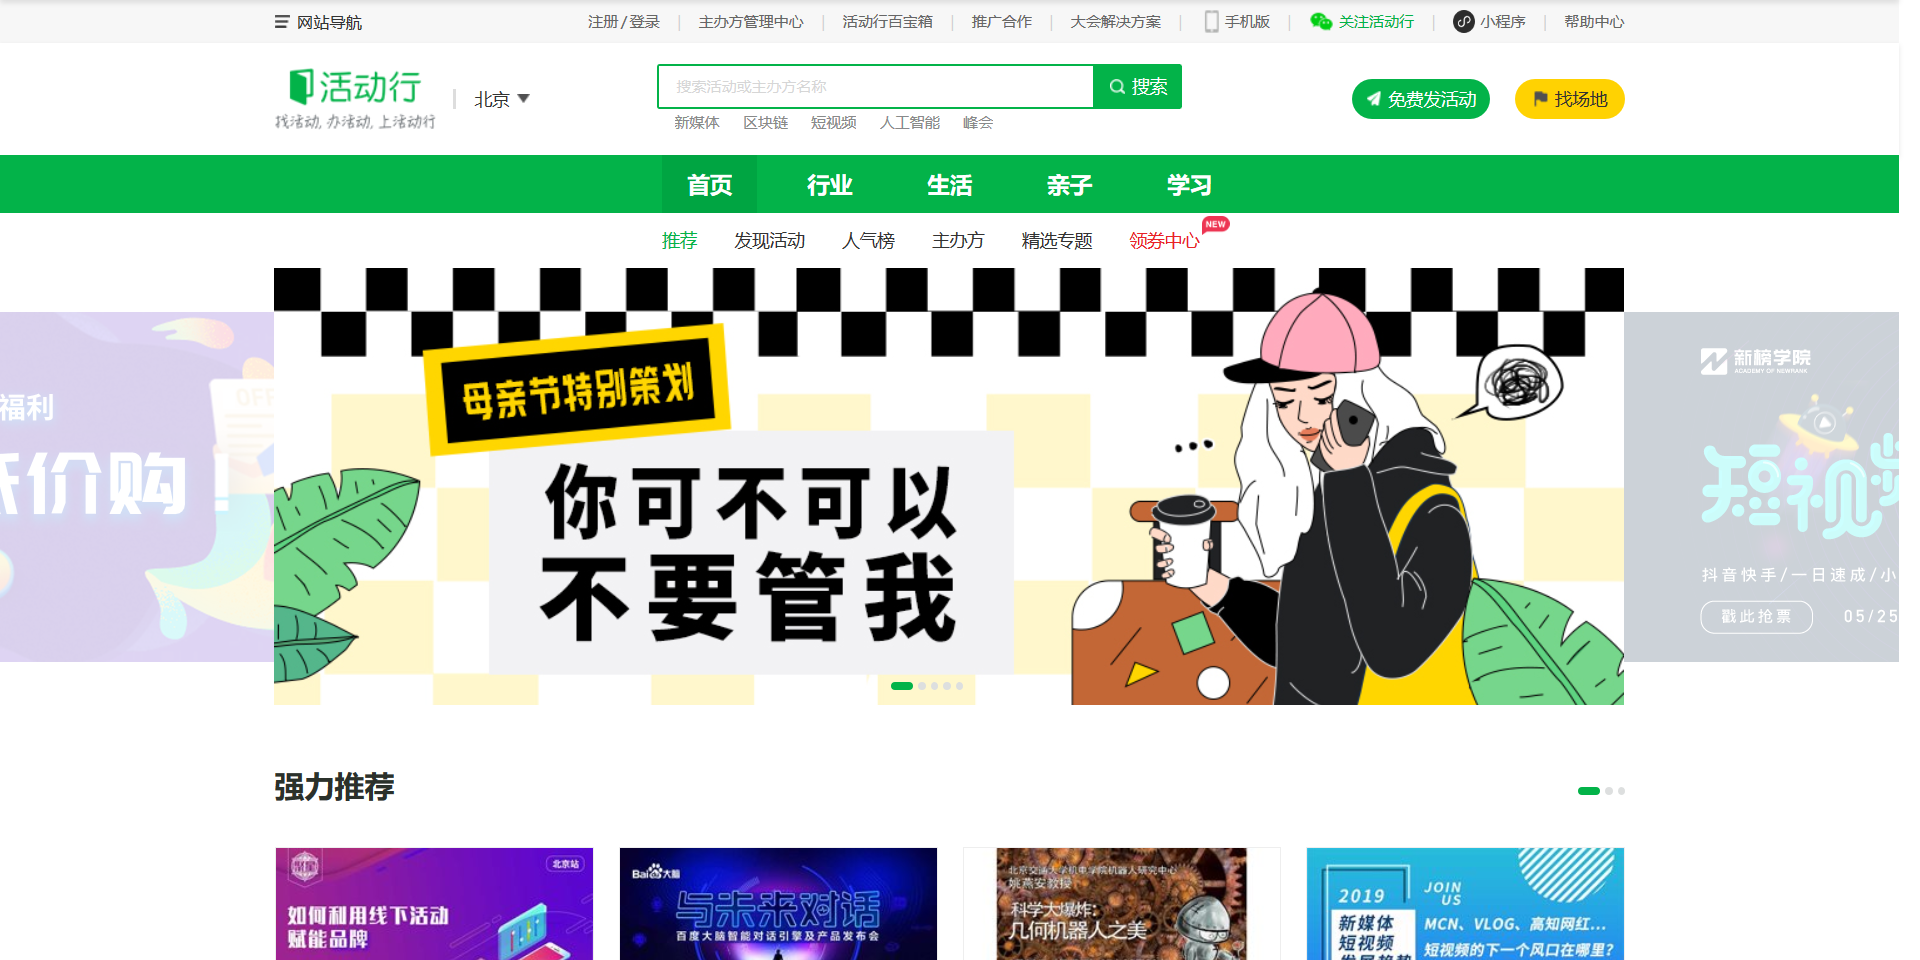 网站导航
注册/登录
主办方管理中心
活动行百宝箱
推广合作
大会解决方案
手机版
关注活动行
小程序
帮助中心
活动行
找活动, 办活动, 上活动行
北京
搜索活动或主办方名称
搜索
新媒体 区块链 短视频 人工智能 峰会
免费发活动
找场地
首页 行业 生活 亲子 学习
推荐 发现活动 人气榜 主办方 精选专题 领券中心 NEW
福利
OFF
价购!
母亲节特别策划
你可不可以
不要管我
新榜学院
ACADEMY OF NEWRANK
短视
抖音快手/一日速成/小
戳此抢票 05/25
强力推荐
北京站
如何利用线下活动
赋能品牌
Bai大脑
与未来对话
百度大脑智能对话引擎及产品发布会
北京交通大学机电学院机器人研究中心
姚燕安教授
科学大爆炸:
几何机器人之美
2019
JOIN
US
新媒体
短视频
MCN、VLOG、高知网红...
短视频的下一个风口在哪里?